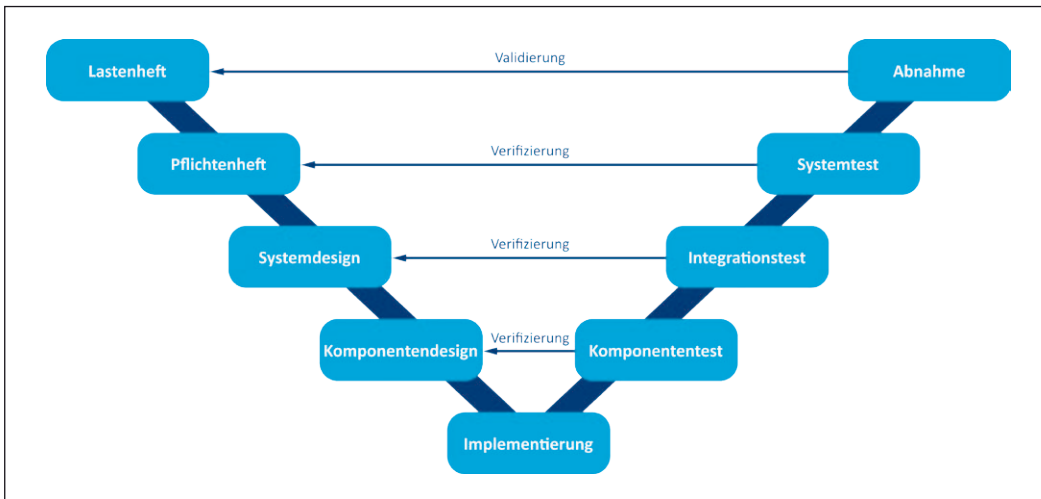 Validierung
Lastenheft
Abnahme
Verifizierung
Pflichtenheft
Systemtest
Verifizierung
Systemdesign
Integrationstest
Verifizierung
Komponentendesign
Komponententest
Implementierung